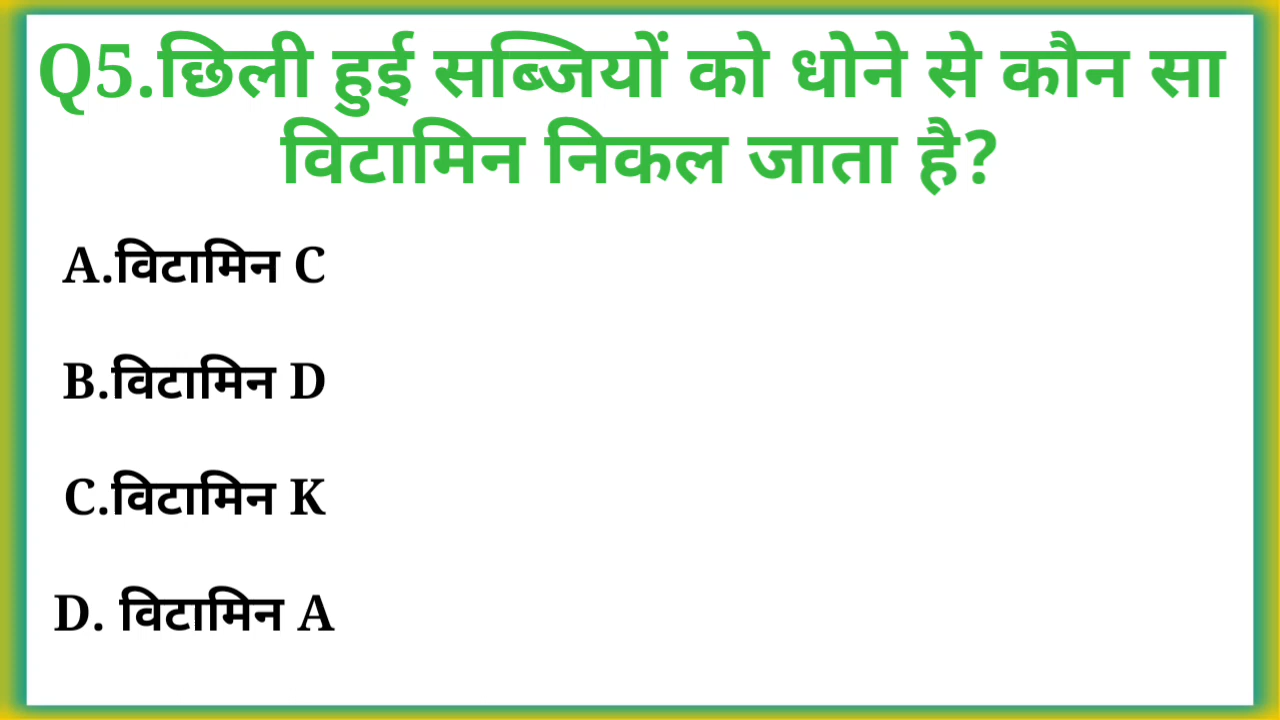 Q5.छिली हुई सब्जियों को धोने से कौन सा
विटामिन निकल जाता है?
A.विटामिन C
B.विटामिन D
C.विटामिन K
D. विटामिन A